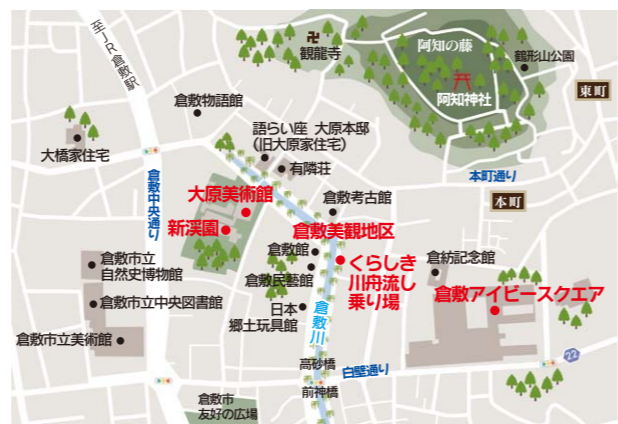 至JR倉敷駅
卍
観龍寺
阿知の藤
鶴形山公園
阿知神社
東町
倉敷物語館
大橋家住宅
語らい座 大原本邸
(旧大原家住宅)
有隣荘
本町通り
本町
倉敷中央通り
大原美術館
新渓園
倉敷考古館
倉敷美観地区
倉敷館
倉敷民藝館
くらしき
川舟流し
乗り場
倉紡記念館
倉敷アイビースクエア
倉敷市立
自然史博物館
倉敷市立中央図書館
倉敷市立美術館
日本
郷土玩具館
倉敷川
高砂橋
前神橋
白壁通り
22
倉敷市
友好の広場